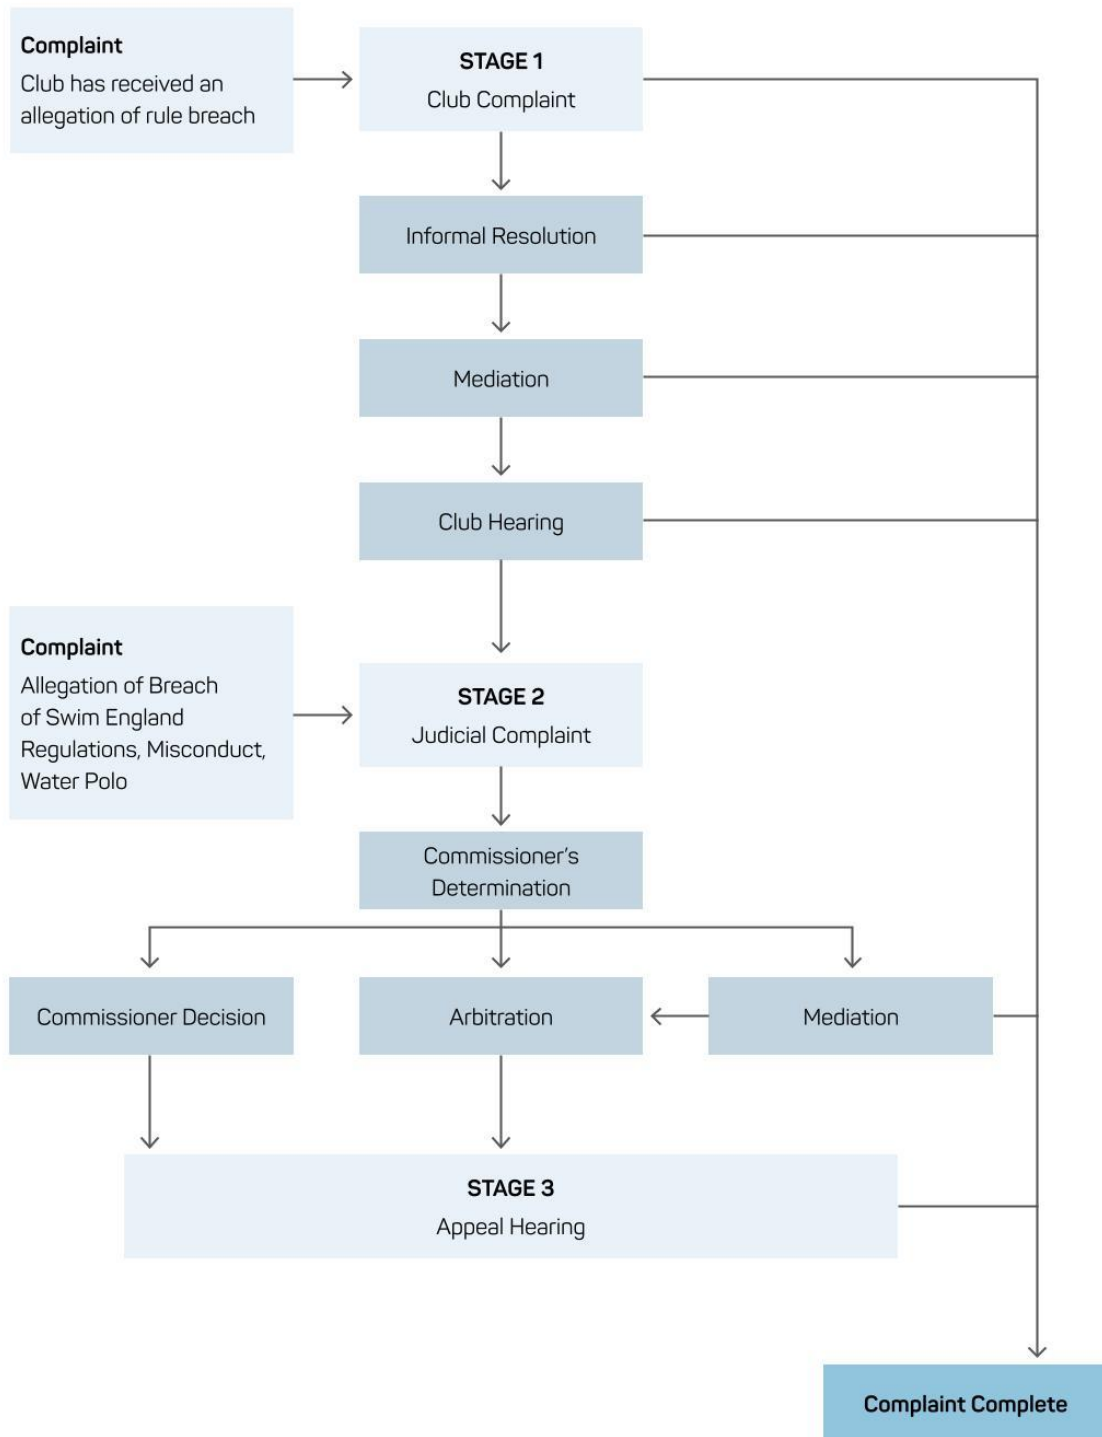 Complaint
Club has received an
allegation of rule breach
STAGE 1
Club Complaint
Informal Resolution
Mediation
Club Hearing
Complaint
Allegation of Breach
of Swim England
Regulations, Misconduct,
Water Polo
STAGE 2
Judicial Complaint
Commissioner’s
Determination
Commissioner Decision
Arbitration
Mediation
STAGE 3
Appeal Hearing
Complaint Complete